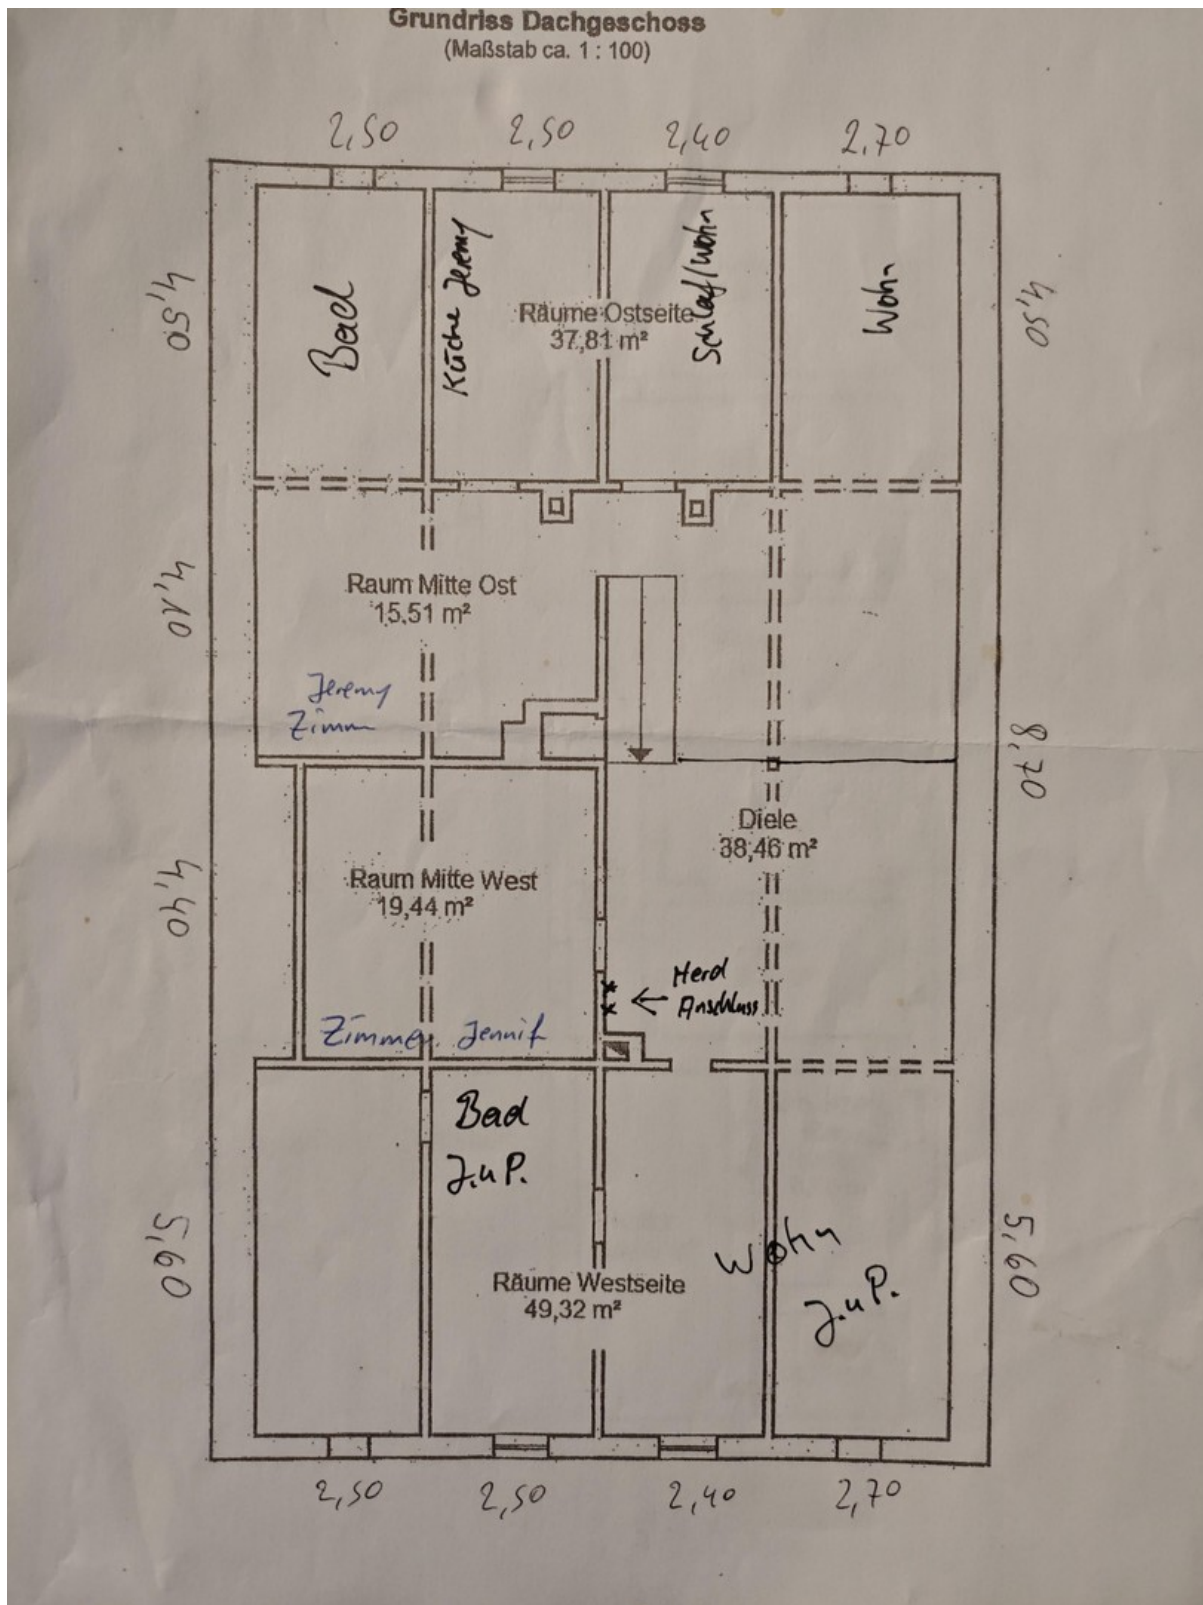 Grundriss Dachgeschoss
(Maßstab ca. 1 : 100)
2,50
2,50
2,40
2,70
4,50
4,50
Bad
Küche Jeremy
Schlaf/Wohn
Wohn
Räume Ostseite
37,81 m²
4,10
Raum Mitte Ost
15,51 m²
Jeremy
Zimm
8,70
Diele
38,46 m²
4,40
Raum Mitte West
19,44 m²
Herd
Anschluss
Zimmer Jennif
Bad
J.u.P.
5,60
5,60
Wohn
J.u.P.
Räume Westseite
49,32 m²
2,50
2,50
2,40
2,70